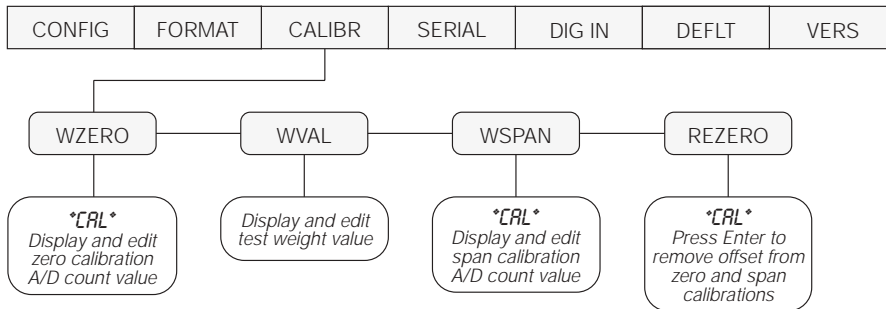 CONFIG FORMAT CALIBR SERIAL DIG IN DEFLT VERS
WZERO WVAL WSPAN REZERO
*CAL*
Display and edit
zero calibration
A/D count value
Display and edit
test weight value
*CAL*
Display and edit
span calibration
A/D count value
*CAL*
Press Enter to
remove offset from
zero and span
calibrations